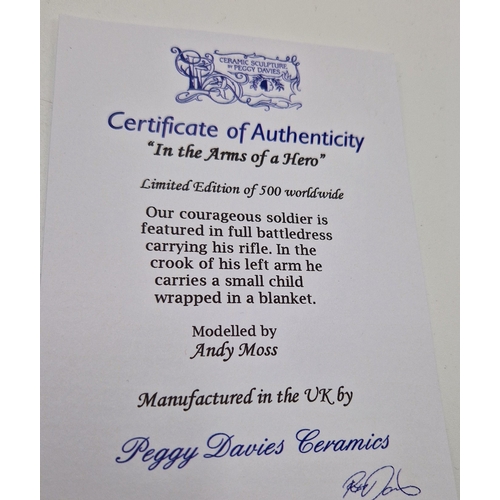 CERAMIC SCULPTURE
BY PEGGY DAVIES
Certificate of Authenticity
"In the Arms of a Hero"
Limited Edition of 500 worldwide
Our courageous soldier is
featured in full battledress
carrying his rifle. In the
crook of his left arm he
carries a small child
wrapped in a blanket.
Modelled by
Andy Moss
Manufactured in the UK by
Peggy Davies Ceramics